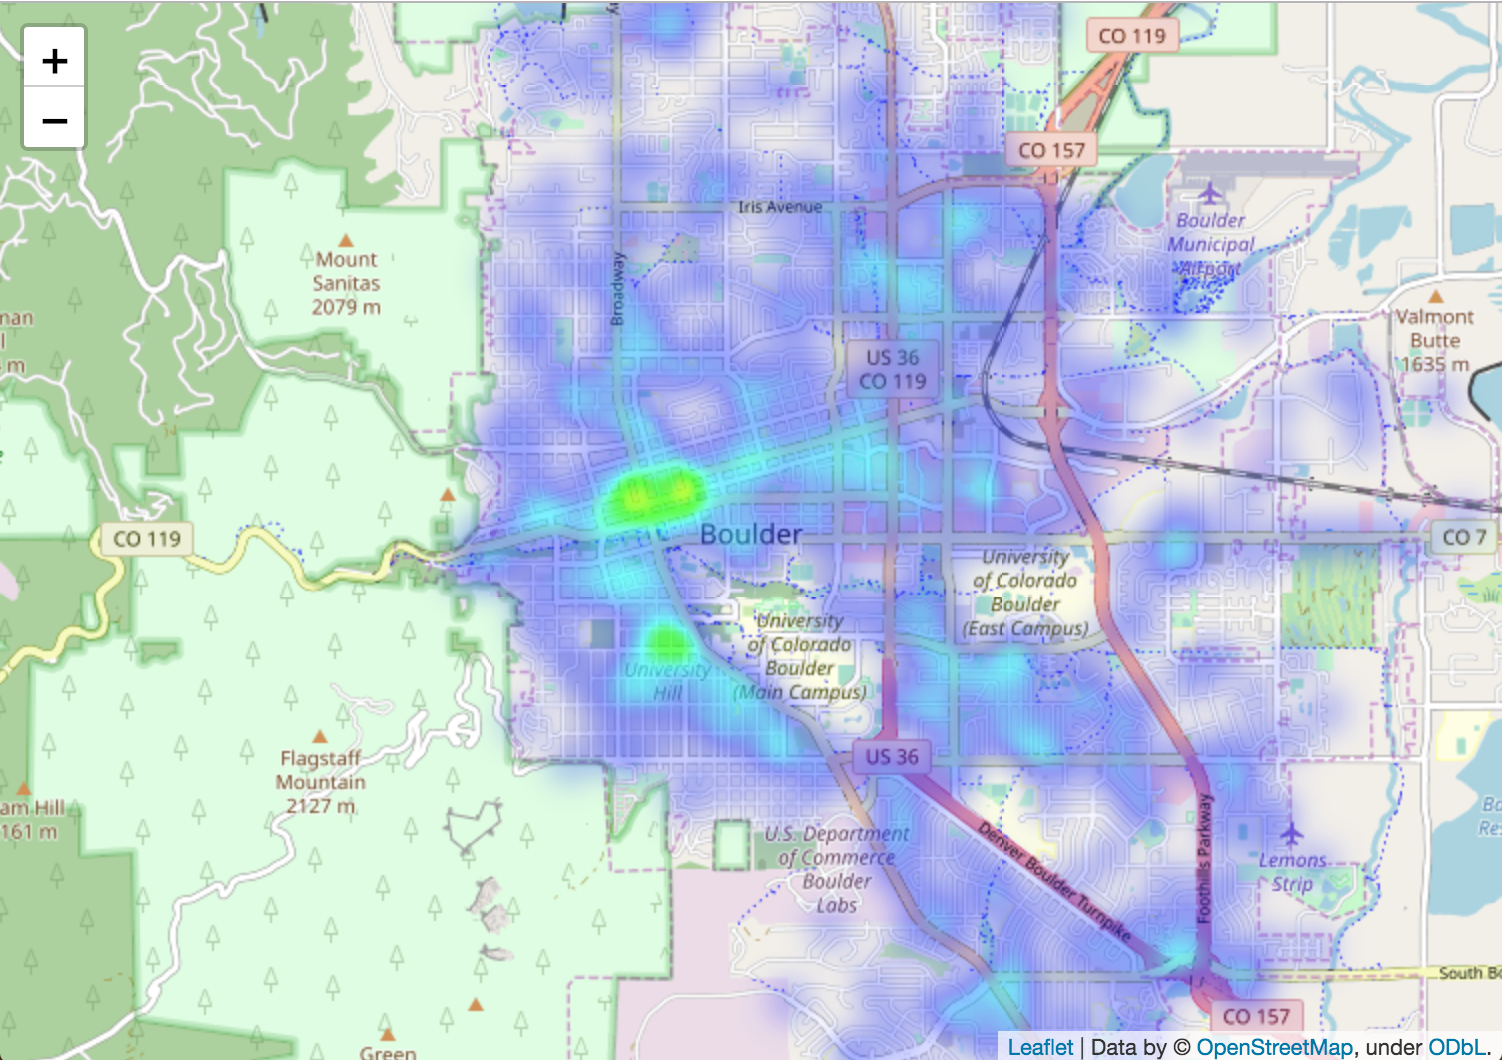 +
−
CO 119
CO 157
Iris Avenue
Boulder
Municipal
Airport
Mount
Sanitas
2079 m
Broadway
Valmont
Butte
1635 m
nan
l
m
US 36
CO 119
CO 119
Boulder
CO 7
University
of Colorado
Boulder
(East Campus)
University
of Colorado
Boulder
(Main Campus)
University
Hill
US 36
Flagstaff
Mountain
2127 m
am Hill
161 m
U.S. Department
of Commerce
Boulder
Labs
Denver Boulder Turnpike
Foothills Parkway
Lemons
Strip
Ba
Res
South Bo
CO 157
Green
Leaflet | Data by © OpenStreetMap, under ODbL.